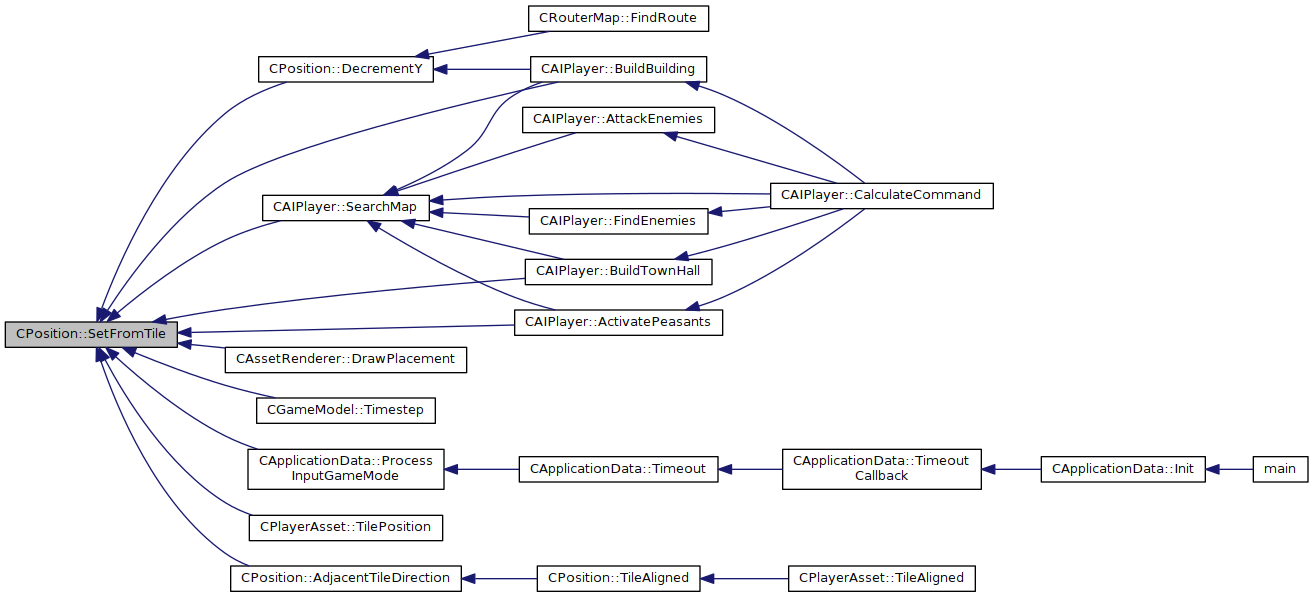 CRouterMap::FindRoute
CPosition::DecrementY
CAIPlayer::BuildBuilding
CAIPlayer::AttackEnemies
CAIPlayer::CalculateCommand
CAIPlayer::SearchMap
CAIPlayer::FindEnemies
CAIPlayer::BuildTownHall
CAIPlayer::ActivatePeasants
CPosition::SetFromTile
CAssetRenderer::DrawPlacement
CGameModel::Timestep
CApplicationData::Process
InputGameMode
CApplicationData::Timeout
CApplicationData::Timeout
Callback
CApplicationData::Init
main
CPlayerAsset::TilePosition
CPosition::AdjacentTileDirection
CPosition::TileAligned
CPlayerAsset::TileAligned